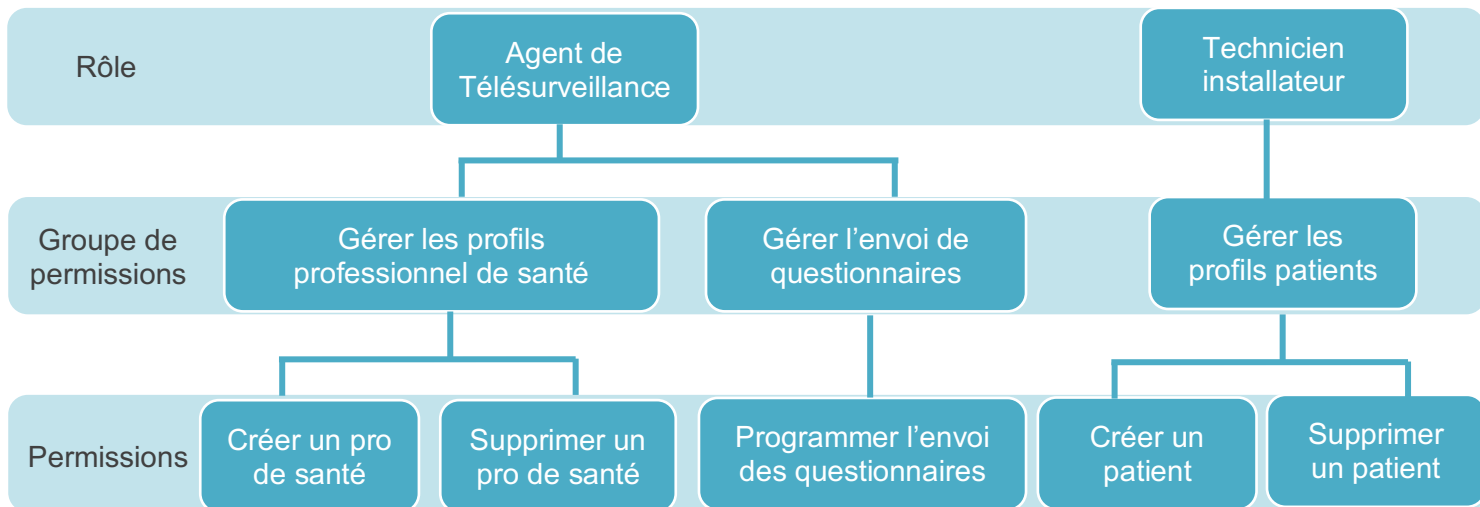 Rôle
Agent de
Télésurveillance
Technicien
installateur
Groupe de
permissions
Gérer les profils
professionnel de santé
Gérer l’envoi de
questionnaires
Gérer les
profils patients
Permissions
Créer un pro
de santé
Supprimer un
pro de santé
Programmer l’envoi
des questionnaires
Créer un
patient
Supprimer
un patient